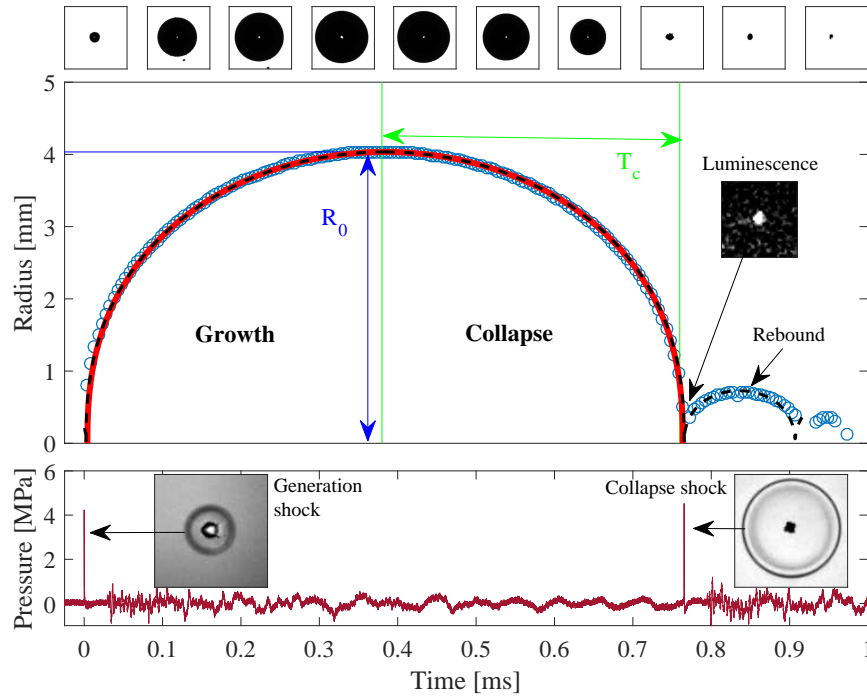 5
4
3
2
1
0
Radius [mm]
R0
Tc
Growth
Collapse
Luminescence
Rebound
6
4
2
0
Pressure [MPa]
Generation
shock
Collapse shock
0
0.1
0.2
0.3
0.4
0.5
0.6
0.7
0.8
0.9
1
Time [ms]